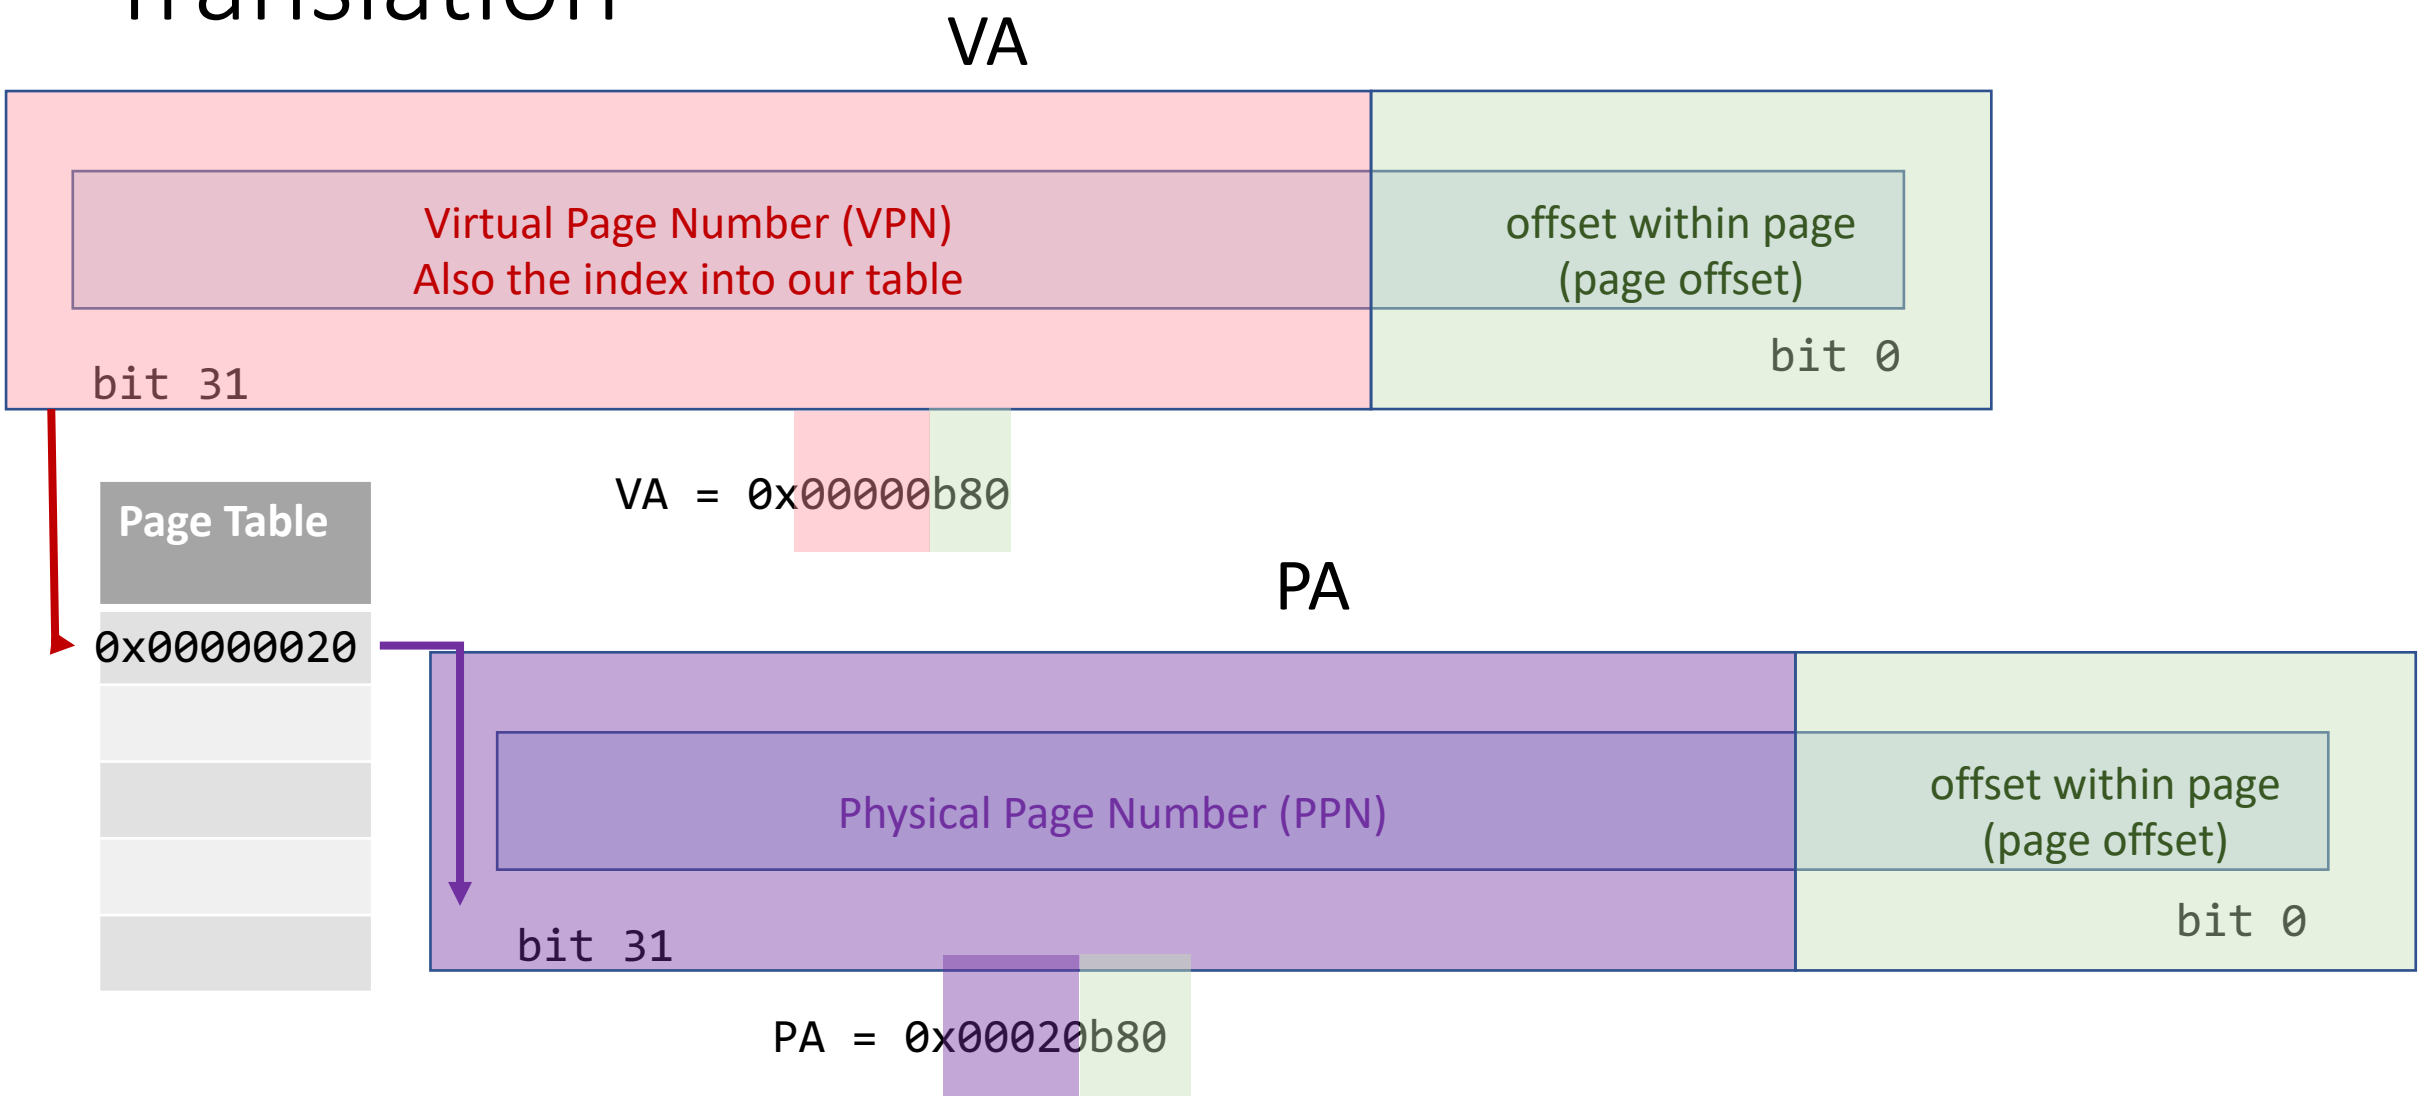 Translation
VA
Virtual Page Number (VPN)
Also the index into our table
offset within page
(page offset)
bit 31
bit 0
VA = 0x00000b80
Page Table
0x00000020
PA
Physical Page Number (PPN)
offset within page
(page offset)
bit 31
bit 0
PA = 0x00020b80